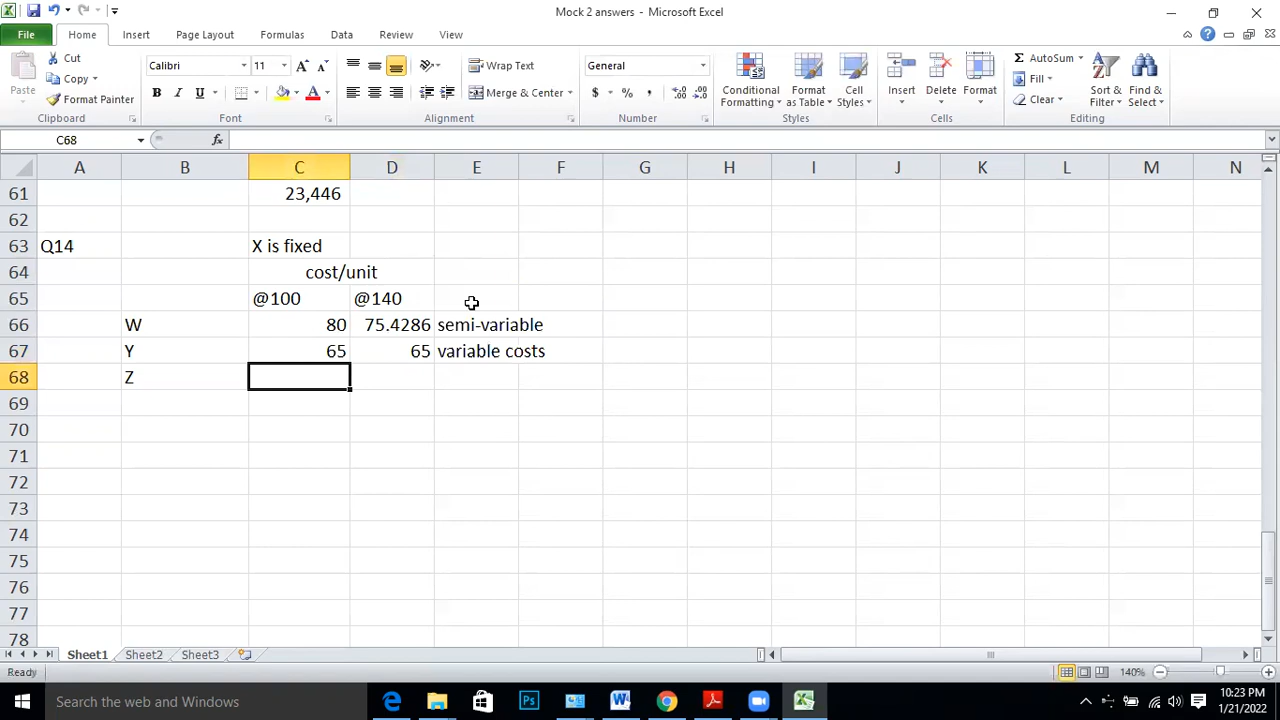 Mock 2 answers - Microsoft Excel
File Home Insert Page Layout Formulas Data Review View
Paste
Cut
Copy
Format Painter
Clipboard
Calibri 11
B I U
Font
Wrap Text
Merge & Center
Alignment
General
$ % ,
Number
Conditional Formatting
Format as Table
Cell Styles
Styles
Insert
Delete
Format
Cells
AutoSum
Fill
Clear
Sort & Filter
Find & Select
Editing
C68 fx
A B C D E F G H I J K L M N
61 23,446
62
63 Q14 X is fixed
64 cost/unit
65 @100 @140
66 W 80 75.4286 semi-variable
67 Y 65 65 variable costs
68 Z
69
70
71
72
73
74
75
76
77
78
Sheet1 Sheet2 Sheet3
Ready 140%
Search the web and Windows
10:23 PM
1/21/2022